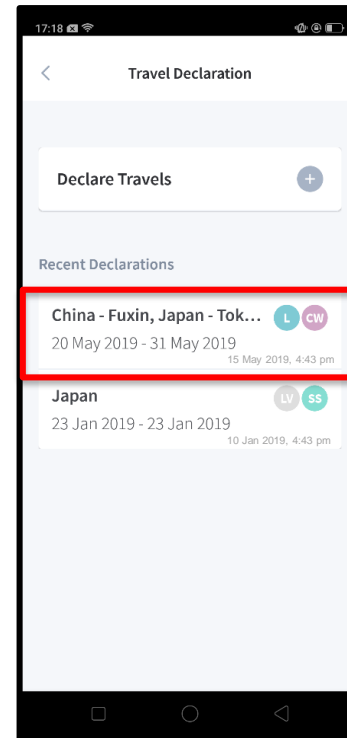 17:18
Travel Declaration
Declare Travels
Recent Declarations
China - Fuxin, Japan - Tok... L CW
20 May 2019 - 31 May 2019
15 May 2019, 4:43 pm
Japan LV SS
23 Jan 2019 - 23 Jan 2019
10 Jan 2019, 4:43 pm